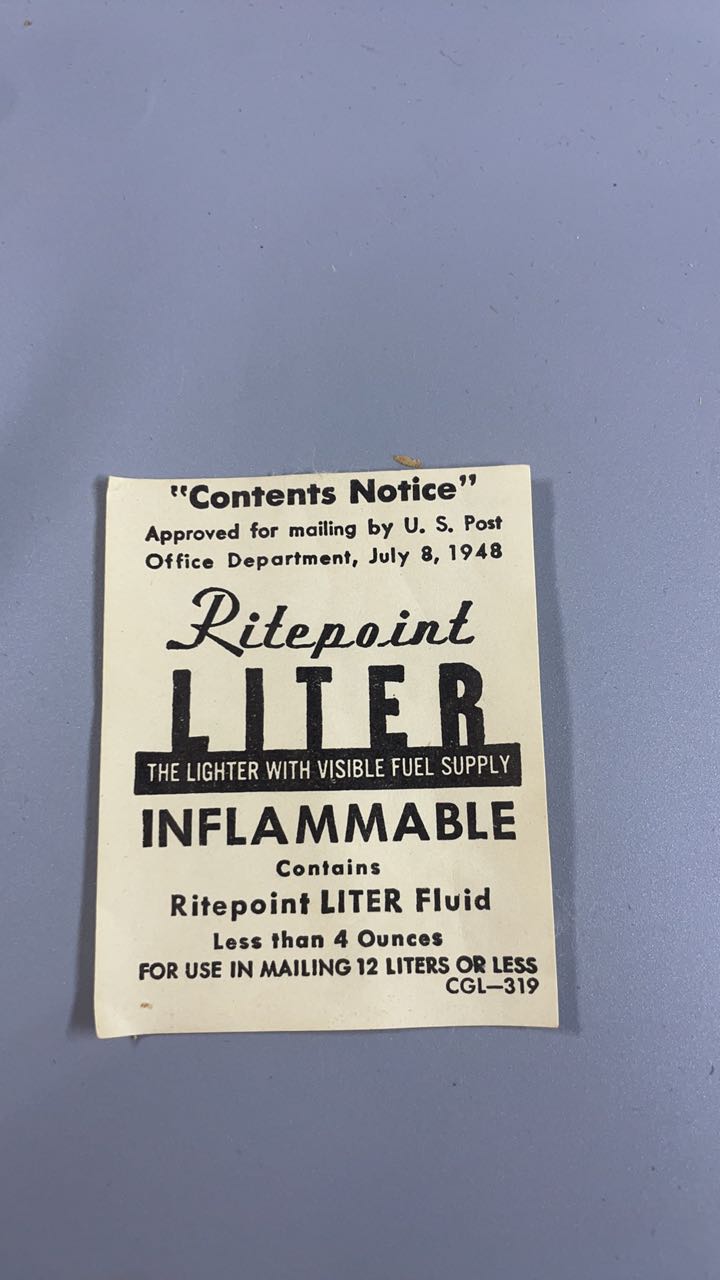 "Contents Notice"
Approved for mailing by U. S. Post
Office Department, July 8, 1948
Ritepoint
LITER
THE LIGHTER WITH VISIBLE FUEL SUPPLY
INFLAMMABLE
Contains
Ritepoint LITER Fluid
Less than 4 Ounces
FOR USE IN MAILING 12 LITERS OR LESS
CGL—319